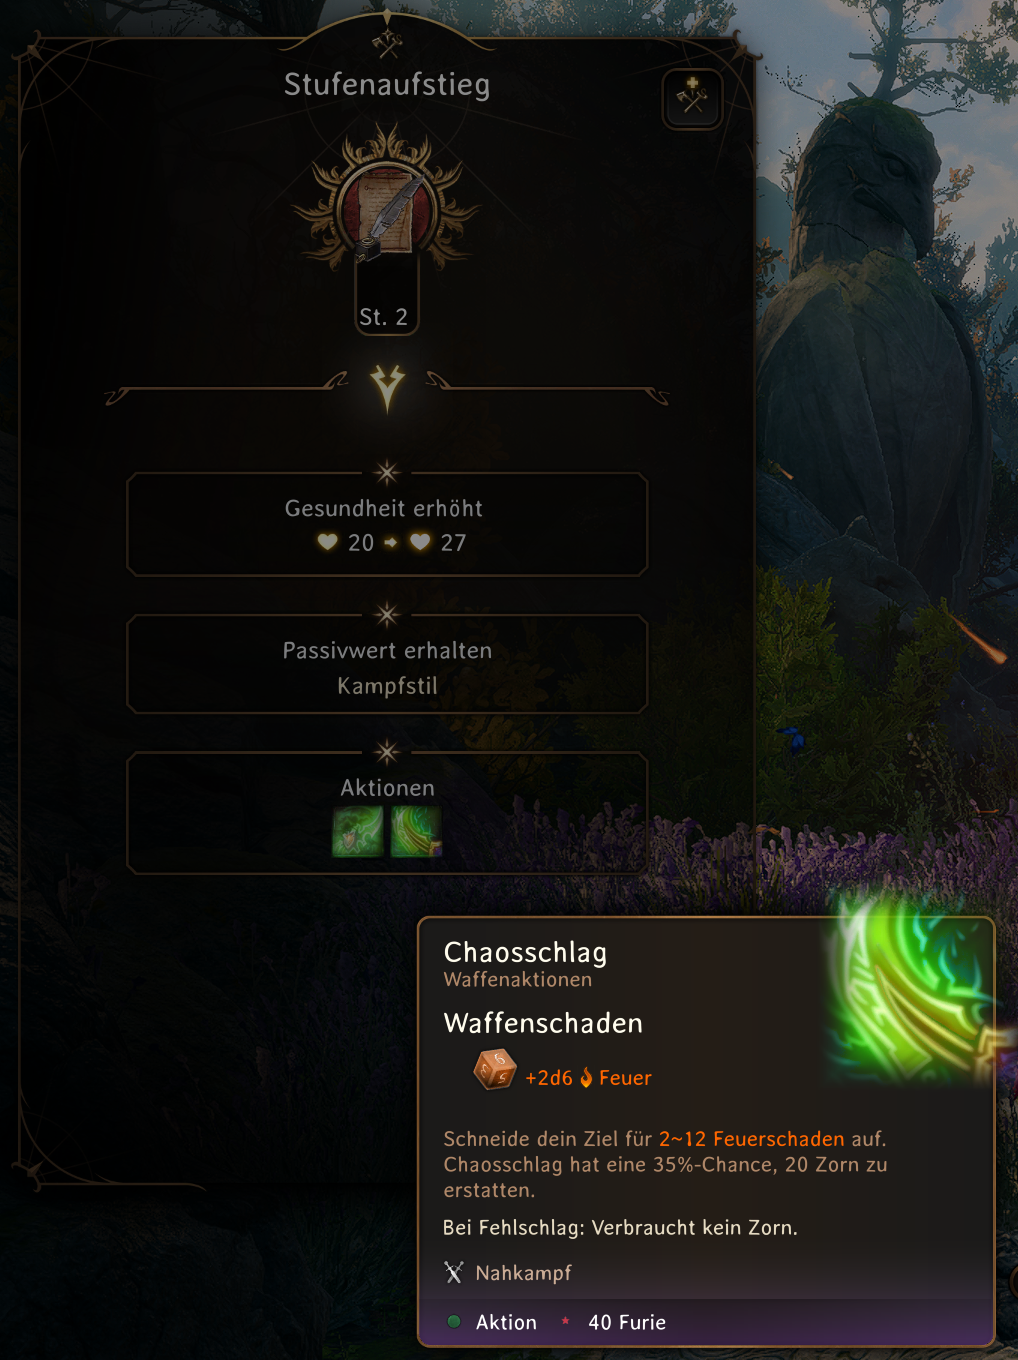 Stufenaufstieg
St. 2
Gesundheit erhöht
20 27
Passivwert erhalten
Kampfstil
Aktionen
Chaosschlag
Waffenaktionen
Waffenschaden
+2d6 Feuer
Schneide dein Ziel für 2~12 Feuerschaden auf.
Chaosschlag hat eine 35%-Chance, 20 Zorn zu
erstatten.
Bei Fehlschlag: Verbraucht kein Zorn.
Nahkampf
Aktion 40 Furie